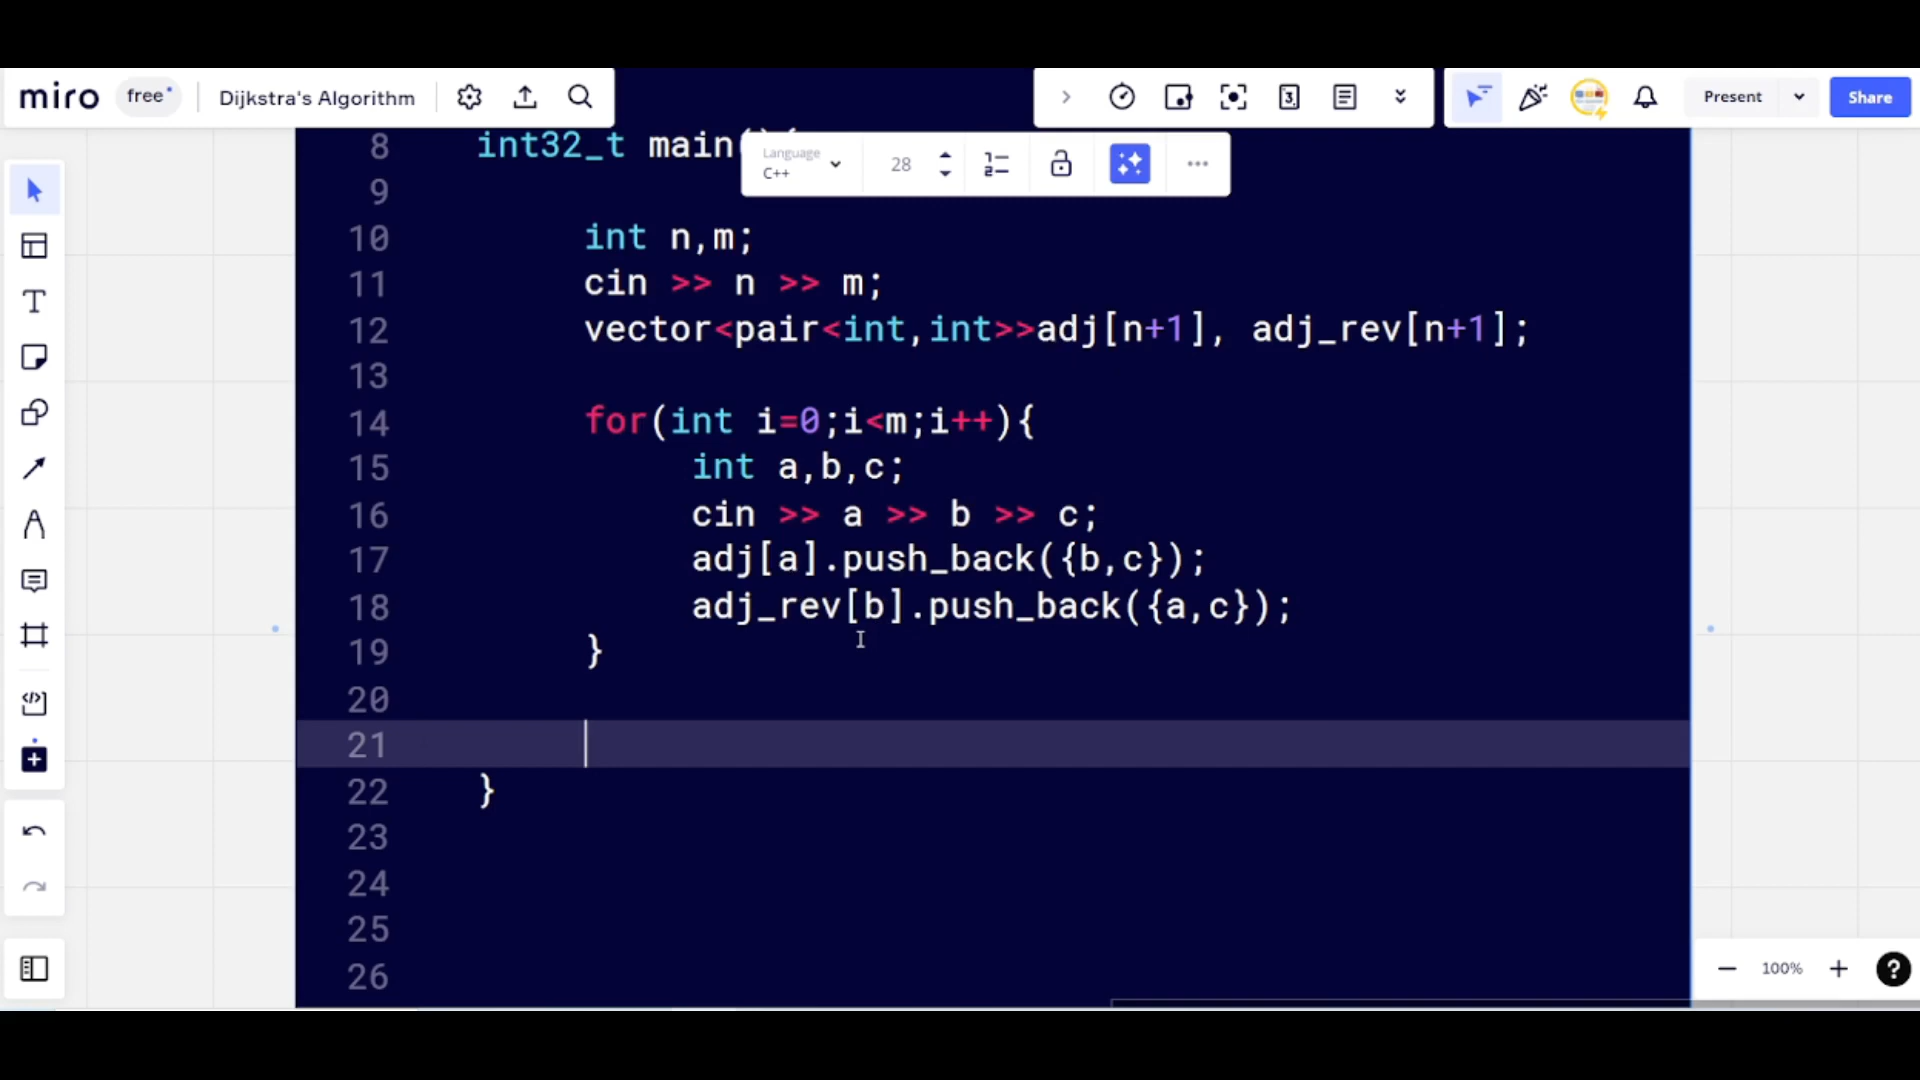 miro free Dijkstra's Algorithm Present Share
Language
C++
28
8 int32_t main(){
9
10 int n,m;
11 cin >> n >> m;
12 vector<pair<int,int>>adj[n+1], adj_rev[n+1];
13
14 for(int i=0;i<m;i++){
15 int a,b,c;
16 cin >> a >> b >> c;
17 adj[a].push_back({b,c});
18 adj_rev[b].push_back({a,c});
19 }
20
21
22 }
23
24
25
26
100%